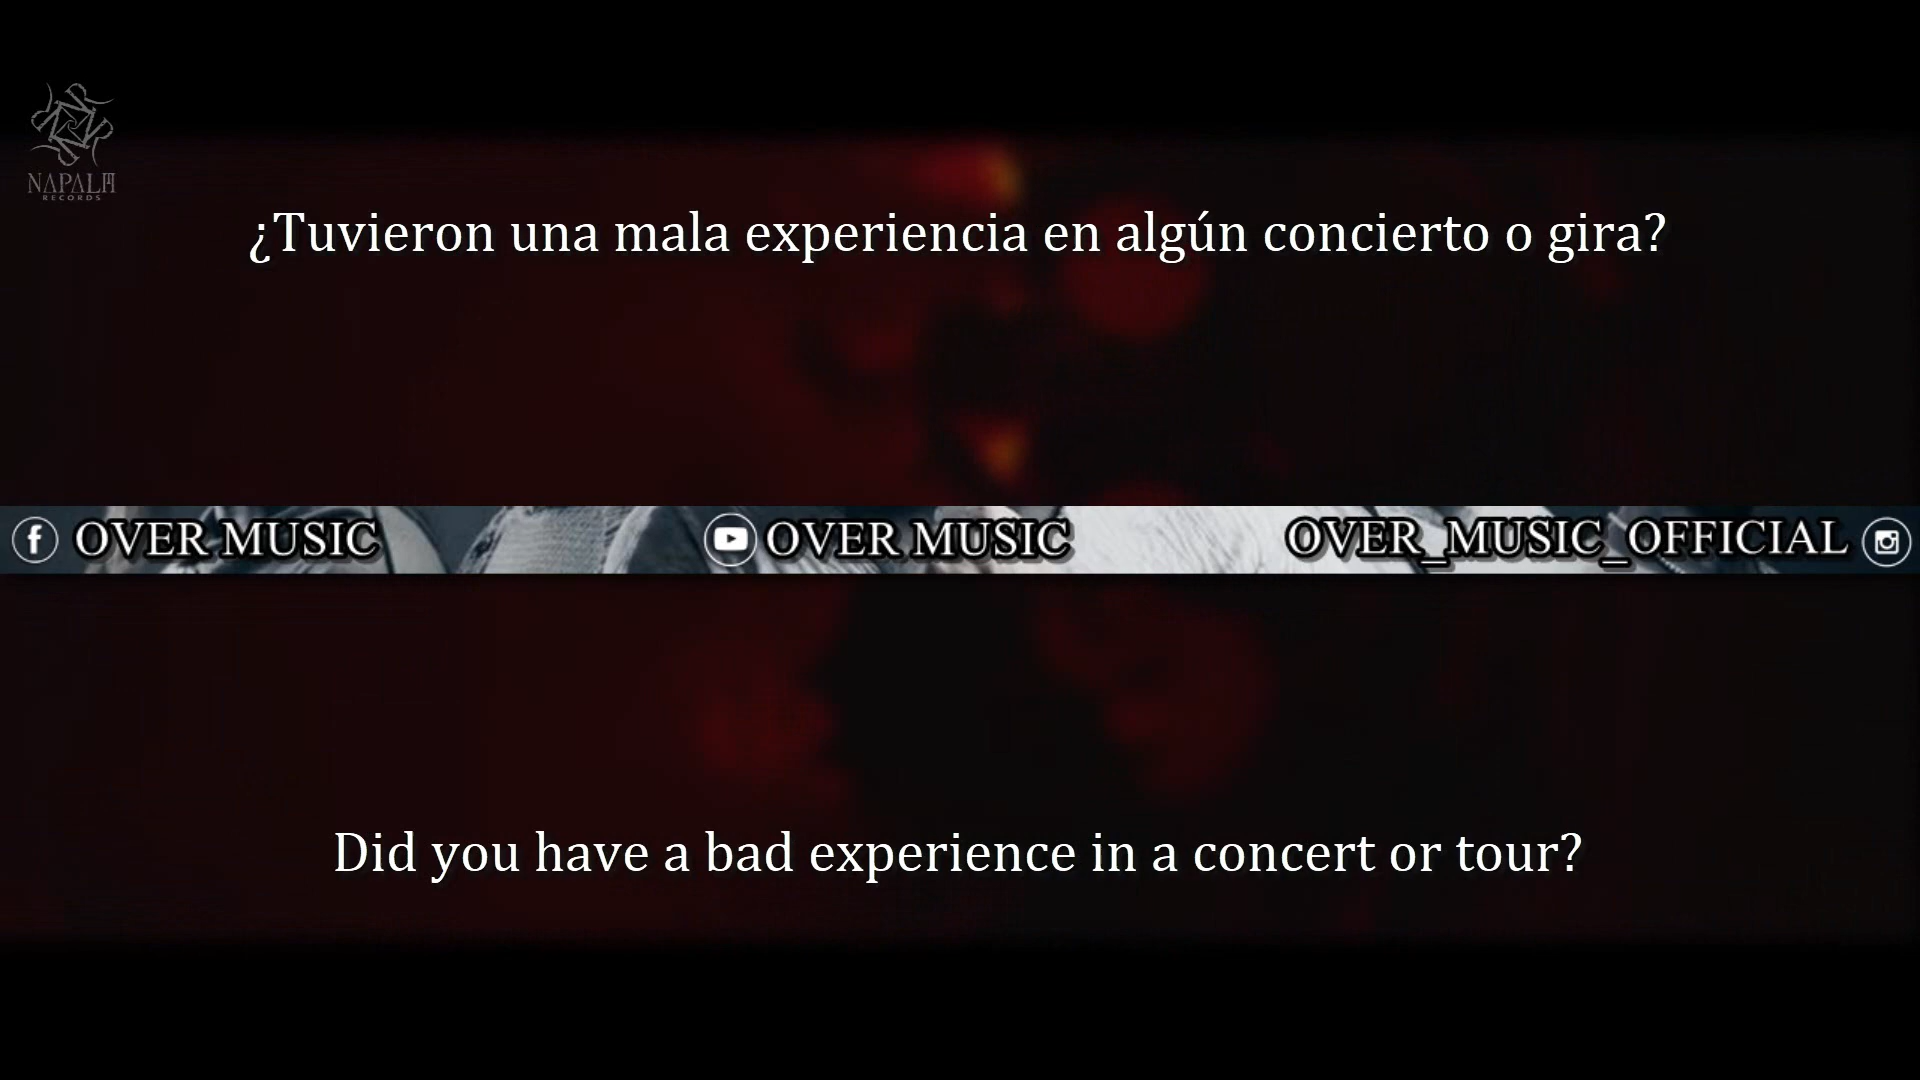 NAPALM
RECORDS
¿Tuvieron una mala experiencia en algún concierto o gira?
OVER MUSIC OVER MUSIC OVER_MUSIC_OFFICIAL
Did you have a bad experience in a concert or tour?